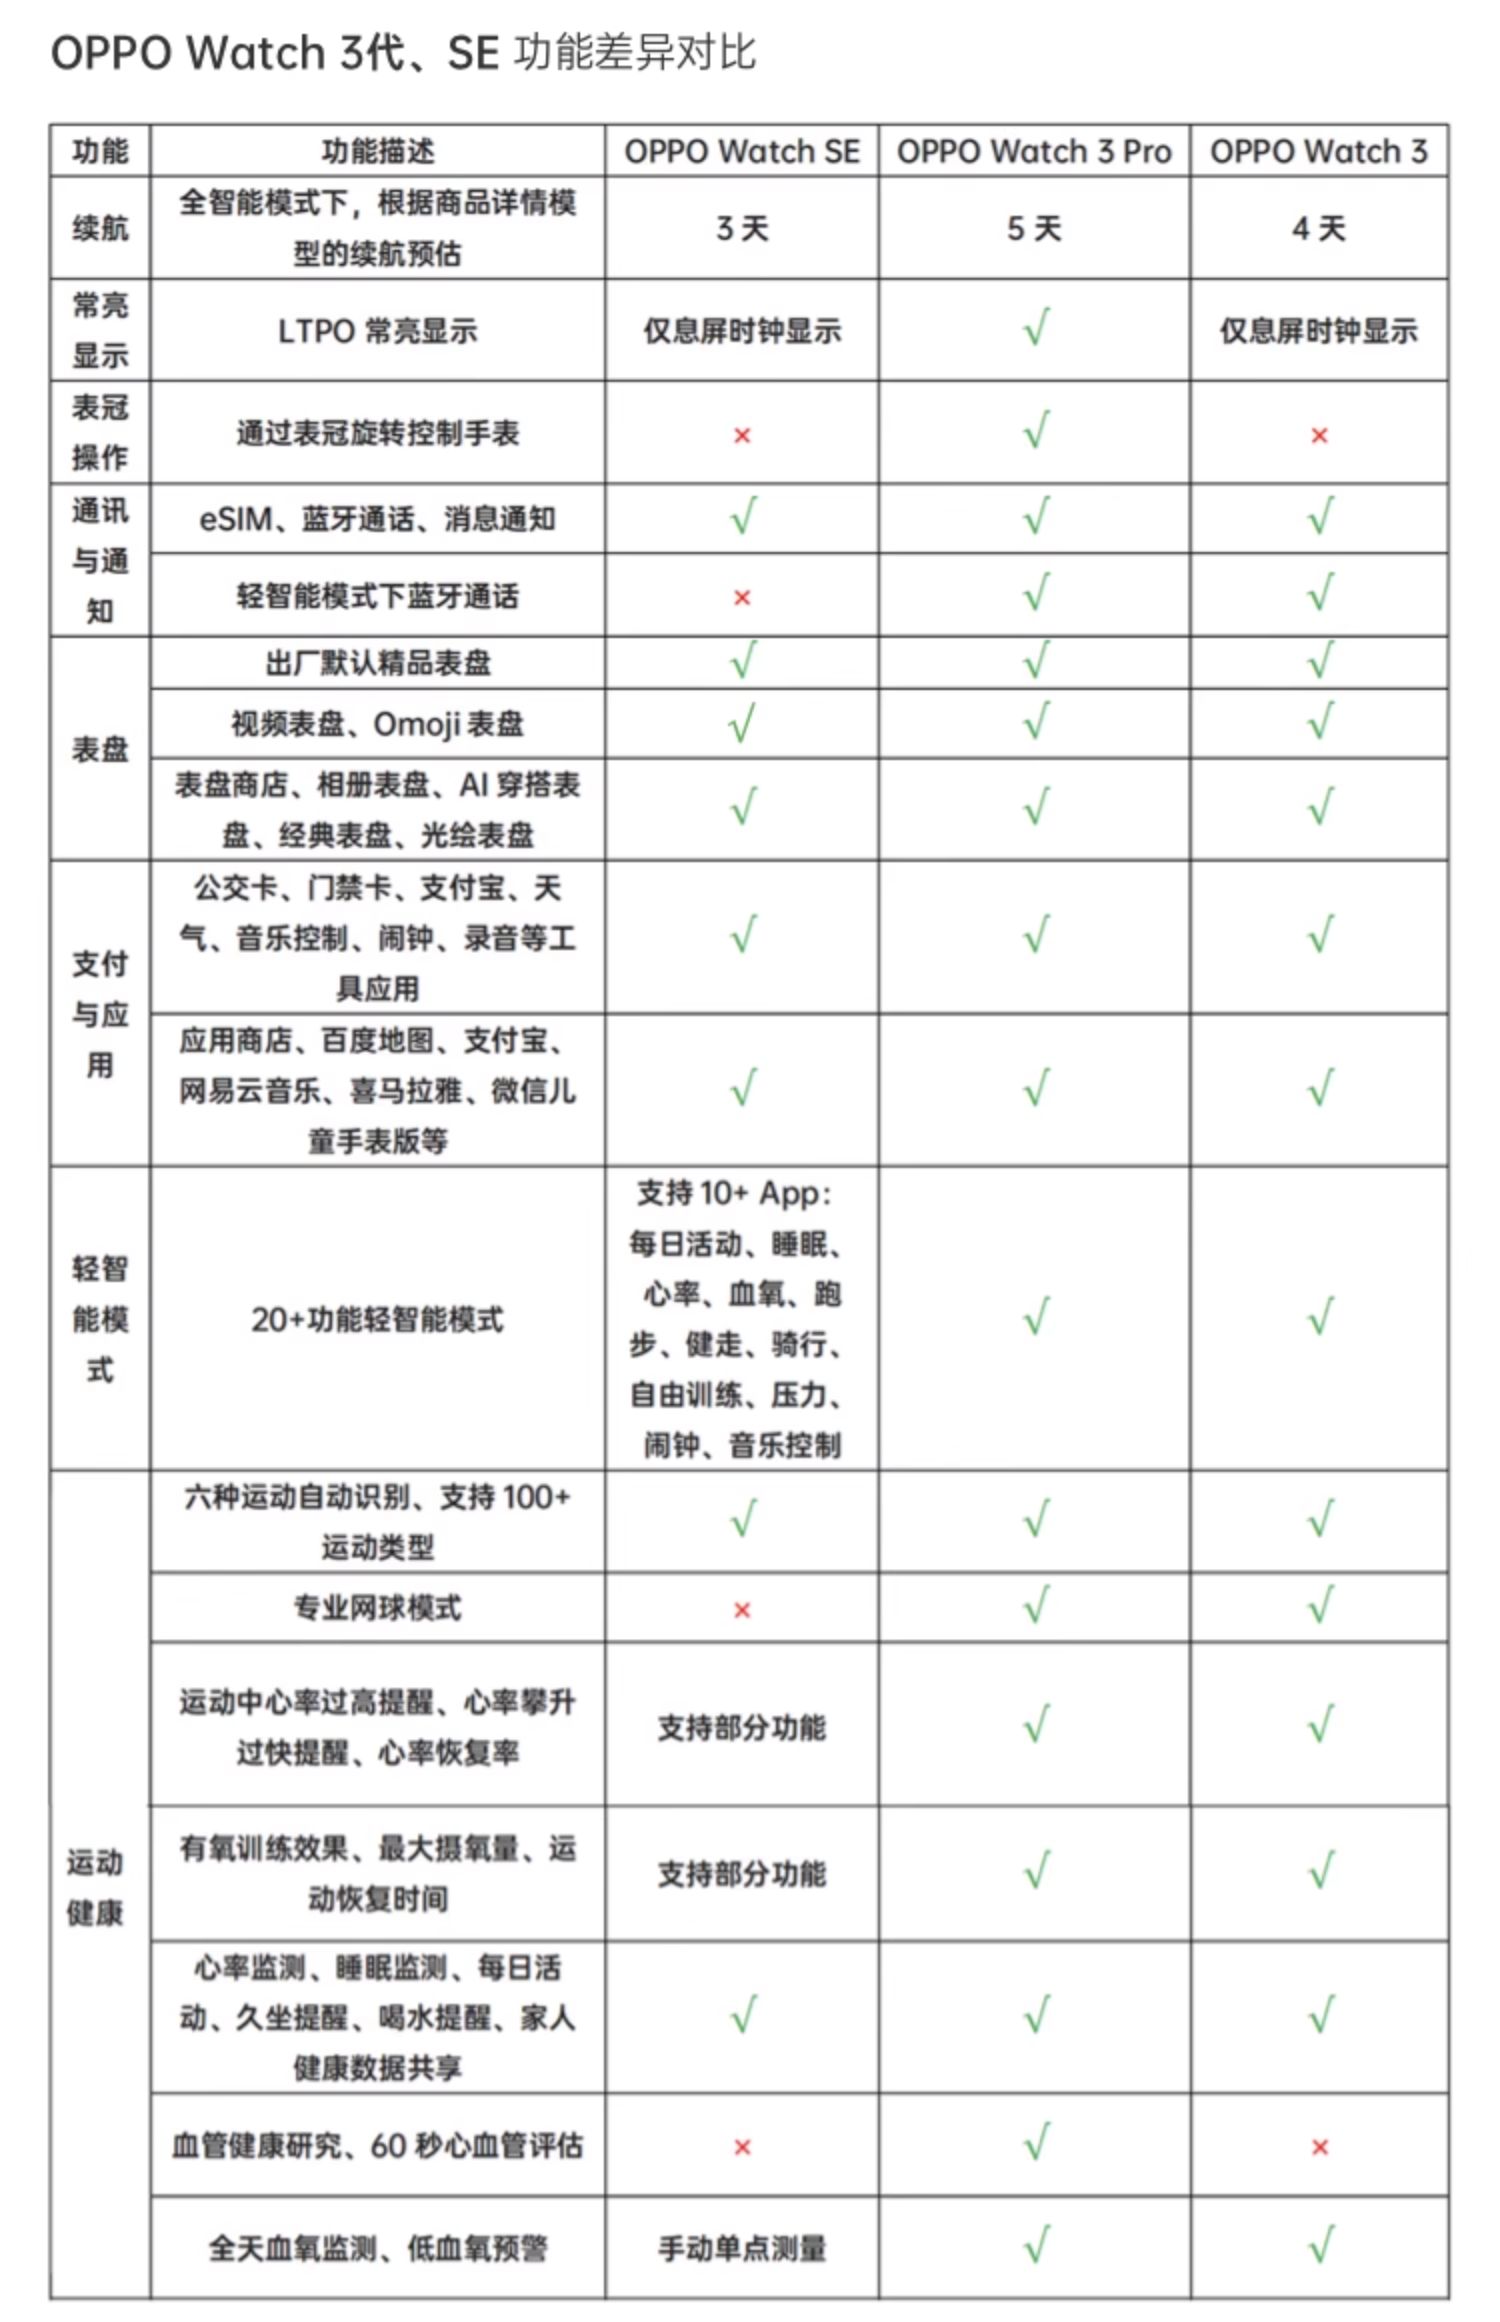 OPPO Watch 3代、SE 功能差异对比
功能 功能描述 OPPO Watch SE OPPO Watch 3 Pro OPPO Watch 3
续航
全智能模式下，根据商品详情模
型的续航预估
3 天 5 天 4 天
常亮
显示
LTPO 常亮显示 仅息屏时钟显示 √ 仅息屏时钟显示
表冠
操作
通过表冠旋转控制手表 × √ ×
通讯
与通
知
eSIM、蓝牙通话、消息通知 √ √ √
轻智能模式下蓝牙通话 × √ √
表盘
出厂默认精品表盘 √ √ √
视频表盘、Omoji 表盘 √ √ √
表盘商店、相册表盘、AI 穿搭表
盘、经典表盘、光绘表盘
√ √ √
支付
与应
用
公交卡、门禁卡、支付宝、天
气、音乐控制、闹钟、录音等工
具应用
√ √ √
应用商店、百度地图、支付宝、
网易云音乐、喜马拉雅、微信儿
童手表版等
√ √ √
轻智
能模
式
20+功能轻智能模式
支持 10+ App：
每日活动、睡眠、
心率、血氧、跑
步、健走、骑行、
自由训练、压力、
闹钟、音乐控制
√ √
运动
健康
六种运动自动识别、支持 100+
运动类型
√ √ √
专业网球模式 × √ √
运动中心率过高提醒、心率攀升
过快提醒、心率恢复率
支持部分功能 √ √
有氧训练效果、最大摄氧量、运
动恢复时间
支持部分功能 √ √
心率监测、睡眠监测、每日活
动、久坐提醒、喝水提醒、家人
健康数据共享
√ √ √
血管健康研究、60 秒心血管评估 × √ ×
全天血氧监测、低血氧预警 手动单点测量 √ √